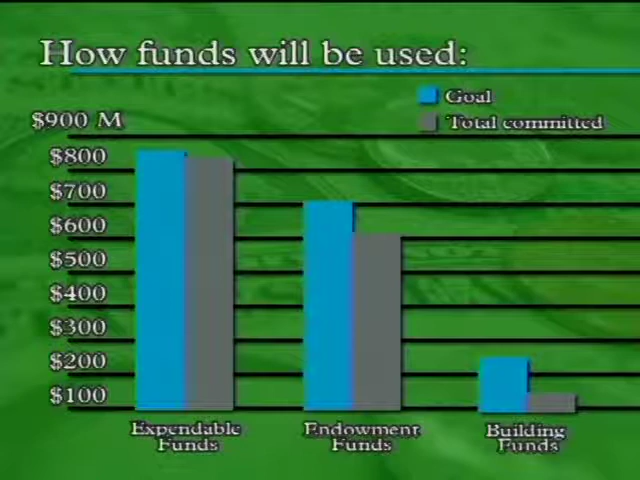 How funds will be used:
Goal
Total committed
$900 M
$800
$700
$600
$500
$400
$300
$200
$100
Expendable
Funds
Endowment
Funds
Building
Funds